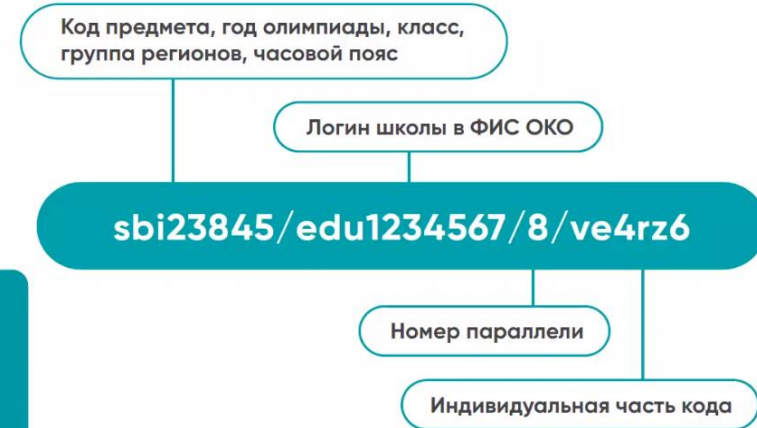 Код предмета, год олимпиады, класс,
группа регионов, часовой пояс
Логин школы в ФИС ОКО
sbi23845/edu1234567/8/ve4rz6
Номер параллели
Индивидуальная часть кода